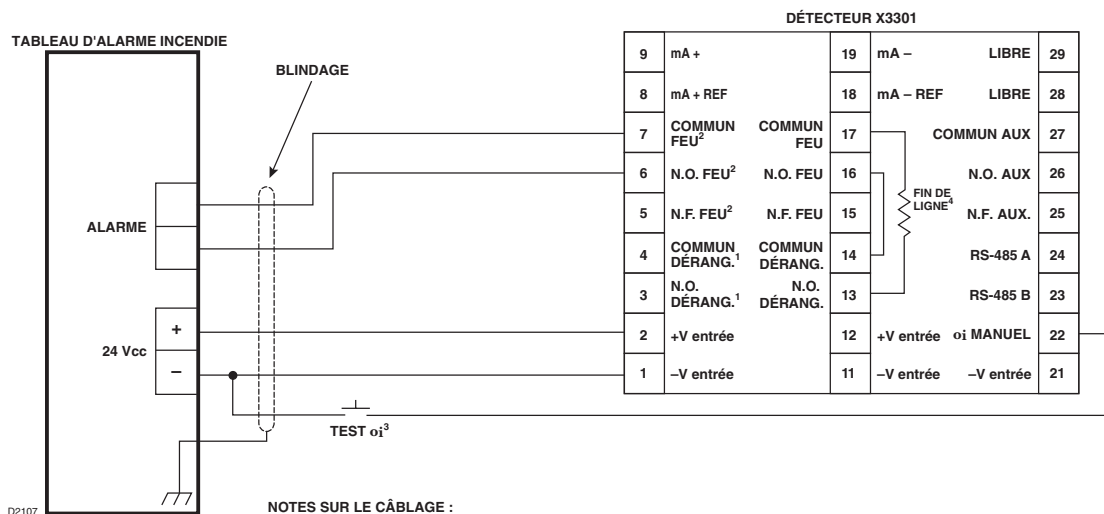 DÉTECTEUR X3301
TABLEAU D'ALARME INCENDIE
BLINDAGE
ALARME
+
24 Vcc
–
9 mA + 19 mA – LIBRE 29
8 mA + REF 18 mA – REF LIBRE 28
7 COMMUN FEU² COMMUN FEU 17 COMMUN AUX 27
6 N.O. FEU² N.O. FEU 16 N.O. AUX 26
5 N.F. FEU² N.F. FEU 15 N.F. AUX. 25
4 COMMUN DÉRANG.¹ COMMUN DÉRANG. 14 RS-485 A 24
3 N.O. DÉRANG.¹ N.O. DÉRANG. 13 RS-485 B 23
2 +V entrée 12 +V entrée oi MANUEL 22
1 –V entrée 11 –V entrée –V entrée 21
FIN DE
LIGNE⁴
TEST oi³
D2107
NOTES SUR LE CÂBLAGE :